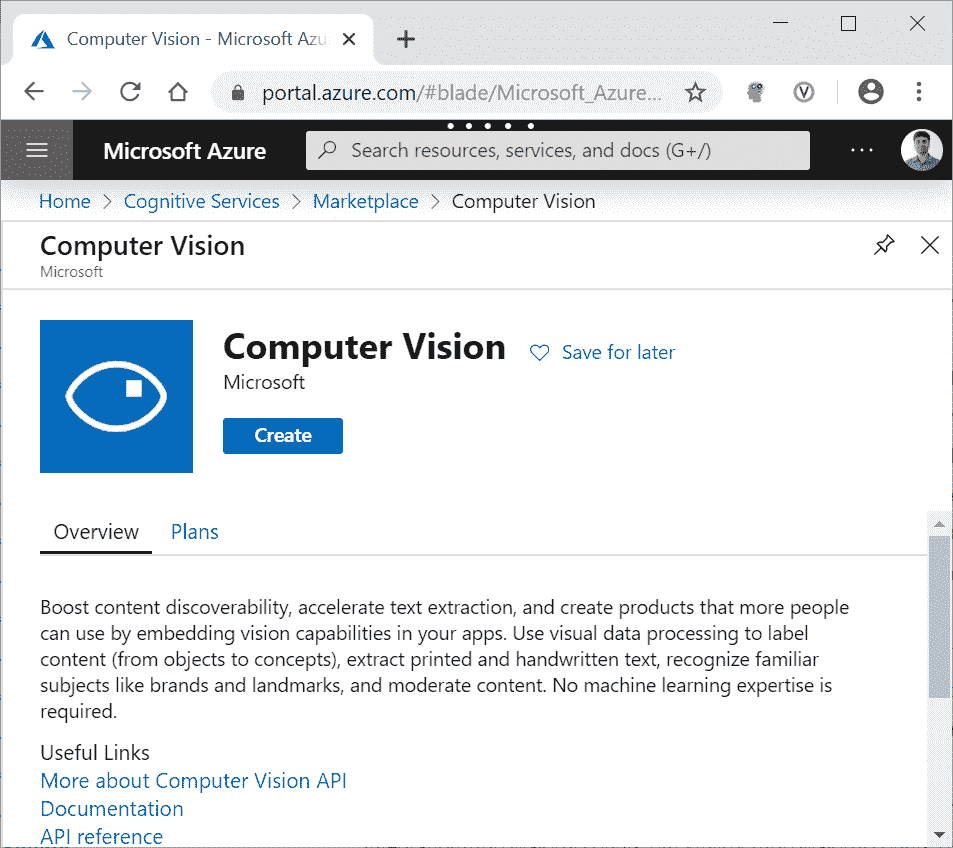 Computer Vision - Microsoft Azu
portal.azure.com/#blade/Microsoft_Azure...
Microsoft Azure
Search resources, services, and docs (G+/)
Home > Cognitive Services > Marketplace > Computer Vision
Computer Vision
Microsoft
Computer Vision
Save for later
Microsoft
Create
Overview Plans
Boost content discoverability, accelerate text extraction, and create products that more people
can use by embedding vision capabilities in your apps. Use visual data processing to label
content (from objects to concepts), extract printed and handwritten text, recognize familiar
subjects like brands and landmarks, and moderate content. No machine learning expertise is
required.
Useful Links
More about Computer Vision API
Documentation
API reference